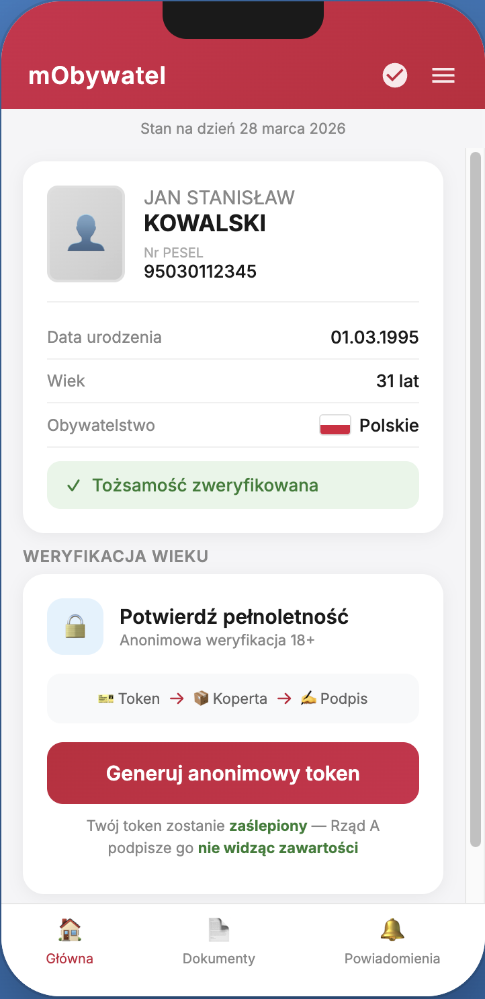 mObywatel
Stan na dzień 28 marca 2026
JAN STANISŁAW
KOWALSKI
Nr PESEL
95030112345
Data urodzenia 01.03.1995
Wiek 31 lat
Obywatelstwo Polskie
✓ Tożsamość zweryfikowana
WERYFIKACJA WIEKU
Potwierdź pełnoletność
Anonimowa weryfikacja 18+
Token → Koperta → Podpis
Generuj anonimowy token
Twój token zostanie zaślepiony — Rząd A
podpisze go nie widząc zawartości
Główna Dokumenty Powiadomienia